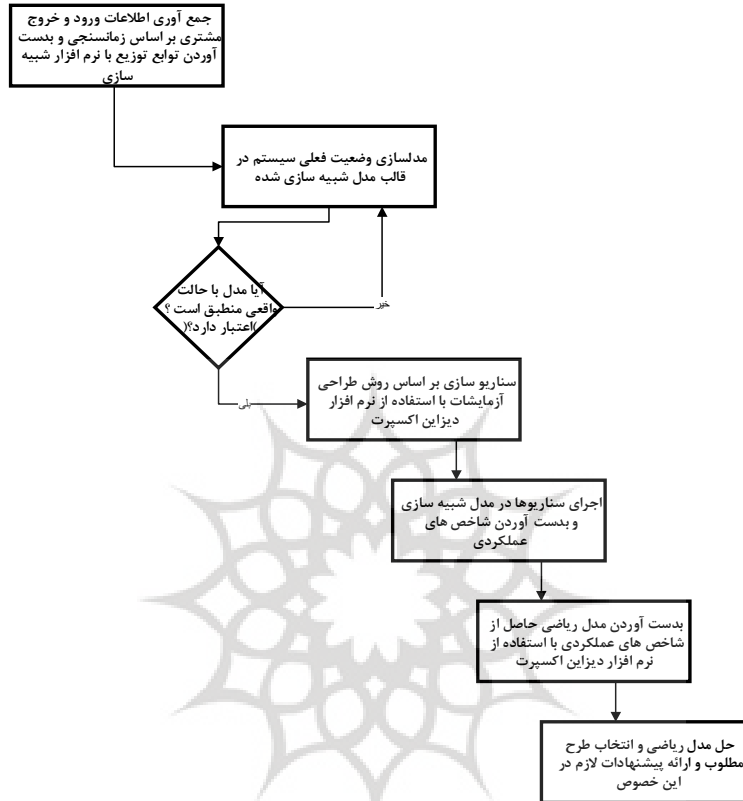 جمع آوری اطلاعات ورود و خروج
مشتری بر اساس زمانسنجی و بدست
آوردن توابع توزیع با نرم افزار شبیه
سازی
مدلسازی وضعیت فعلی سیستم در
قالب مدل شبیه سازی شده
آیا مدل با حالت
واقعی منطبق است ؟
)اعتبار دارد؟(
خیر
بلی
سناریو سازی بر اساس روش طراحی
آزمایشات با استفاده از نرم افزار
دیزاین اکسپرت
اجرای سناریوها در مدل شبیه سازی
و بدست آوردن شاخص های
عملکردی
بدست آوردن مدل ریاضی حاصل از
شاخص های عملکردی با استفاده از
نرم افزار دیزاین اکسپرت
حل مدل ریاضی و انتخاب طرح
مطلوب و ارائه پیشنهادات لازم در
این خصوص